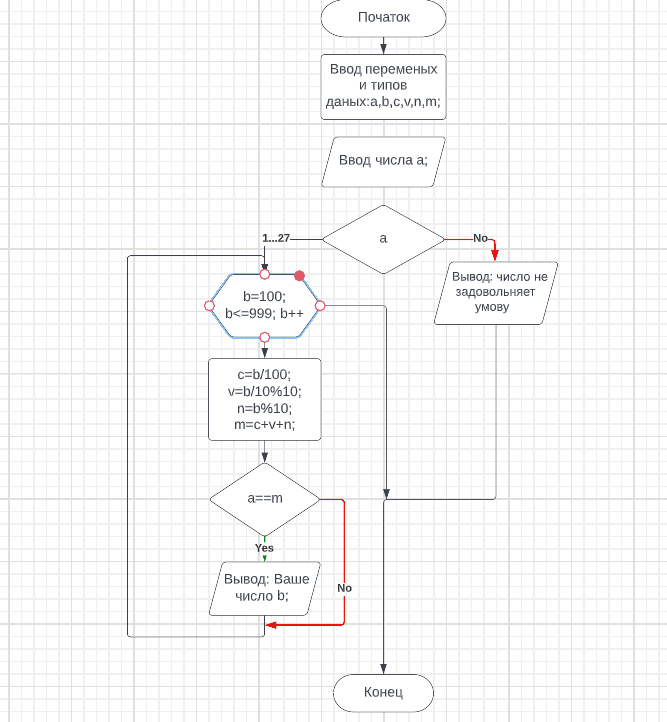 Початок
Ввод переменых
и типов
даных:a,b,c,v,n,m;
Ввод числа a;
a
1...27
No
Вывод: число не
задовольняет
умову
b=100;
b<=999; b++
c=b/100;
v=b/10%10;
n=b%10;
m=c+v+n;
a==m
Yes
Вывод: Ваше
число b;
No
Конец